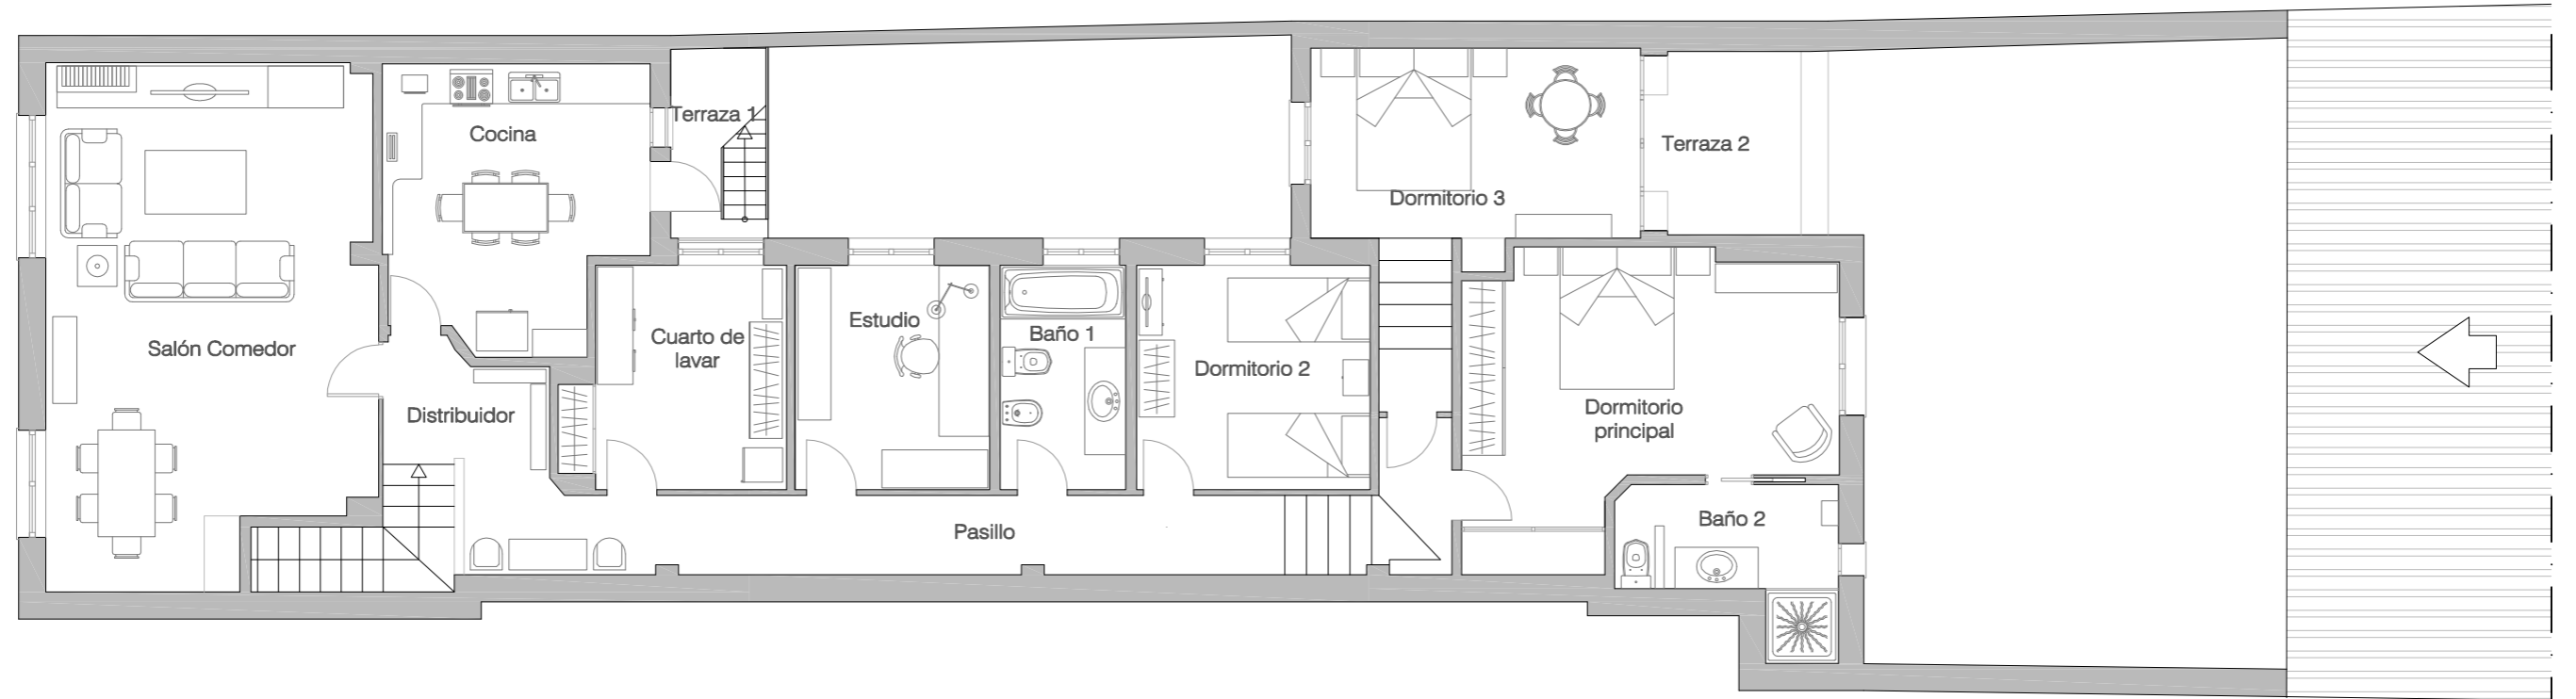 Terraza 1
Cocina
Terraza 2
Dormitorio 3
Salón Comedor
Distribuidor
Cuarto de
lavar
Estudio
Baño 1
Dormitorio 2
Dormitorio
principal
Pasillo
Baño 2